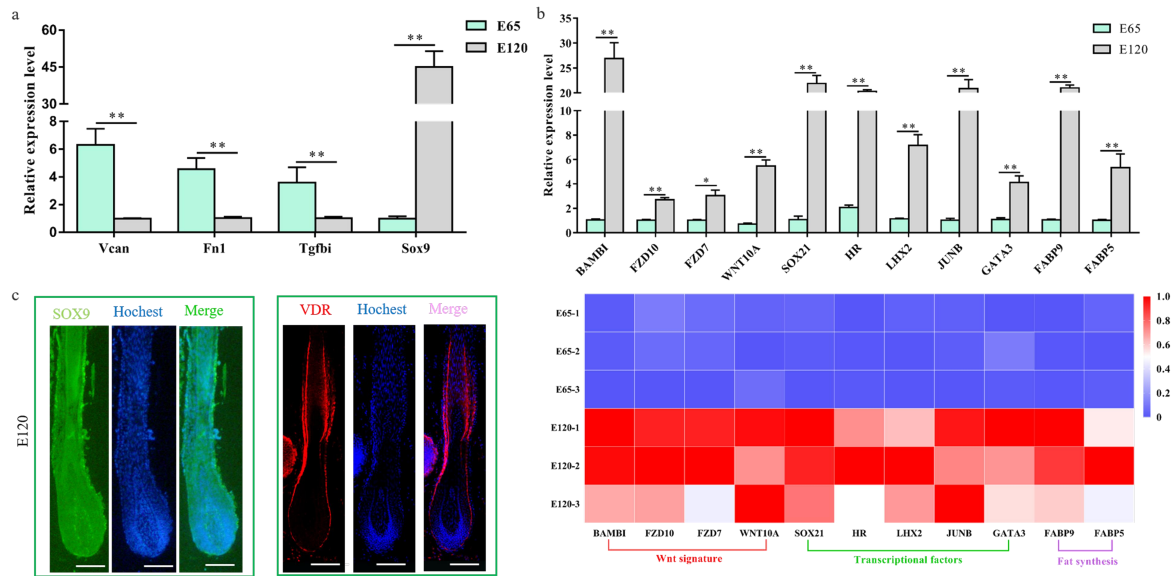 a
E65
E120
Relative expression level
60
45
30
15
8
6
4
2
0
**
**
**
**
Vcan Fn1 Tgfbi Sox9
b
E65
E120
Relative expression level
35
30
25
20
15
10
8
6
4
2
0
**
**
*
**
**
**
**
**
**
**
**
BAMBI FZD10 FZD7 WNT10A SOX21 HR LHX2 JUNB GATA3 FABP9 FABP5
c
E120
SOX9 Hochest Merge
VDR Hochest Merge
E65-1
E65-2
E65-3
E120-1
E120-2
E120-3
1.0
0.8
0.6
0.4
0.2
0
BAMBI FZD10 FZD7 WNT10A SOX21 HR LHX2 JUNB GATA3 FABP9 FABP5
Wnt signature Transcriptional factors Fat synthesis